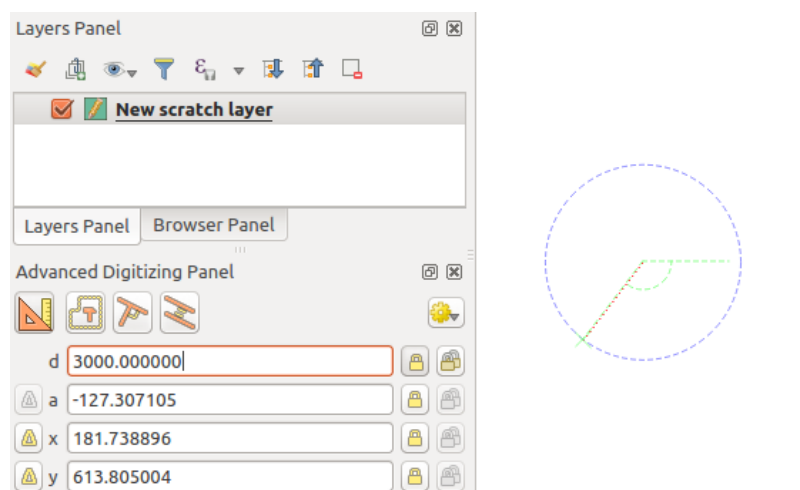 Layers Panel
New scratch layer
Layers Panel Browser Panel
Advanced Digitizing Panel
d 3000.000000
a -127.307105
x 181.738896
y 613.805004